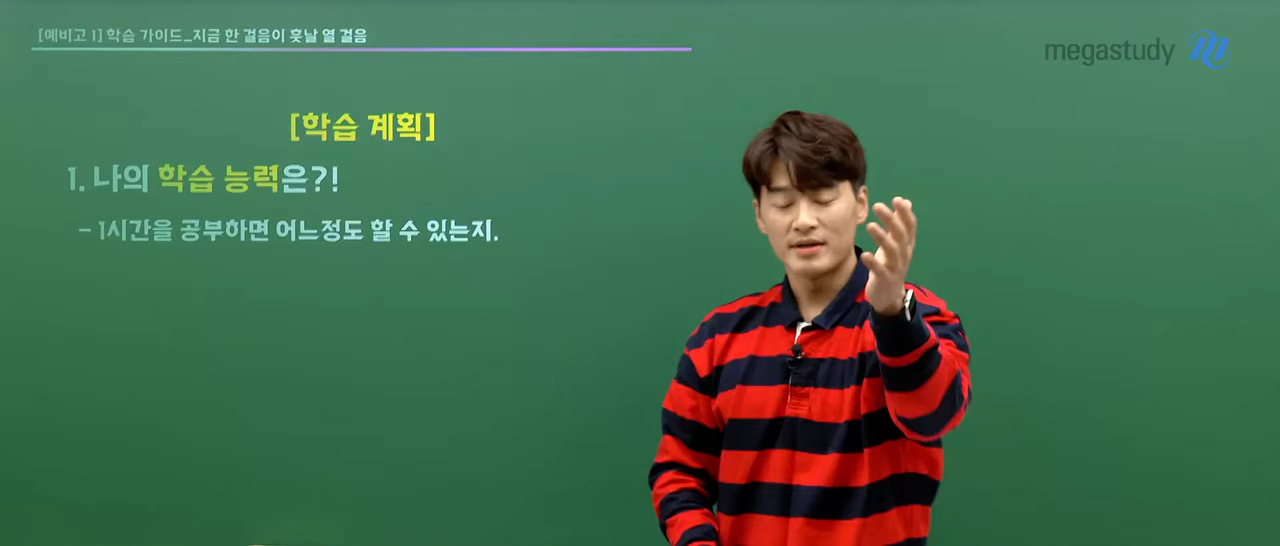 [예비고 1] 학습 가이드_지금 한 걸음이 훗날 열 걸음
megastudy
[학습 계획]
1. 나의 학습 능력은?!
- 1시간을 공부하면 어느정도 할 수 있는지.